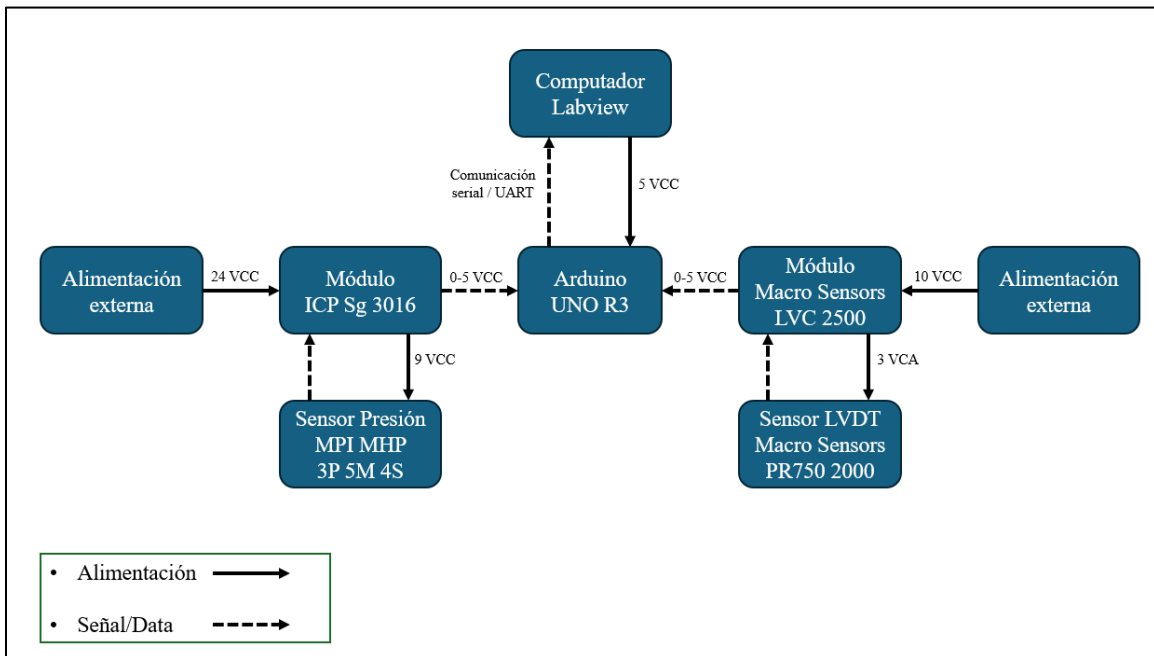 Computador
Labview
Comunicación
serial / UART
5 VCC
Alimentación
externa
24 VCC
Módulo
ICP Sg 3016
0-5 VCC
Arduino
UNO R3
0-5 VCC
Módulo
Macro Sensors
LVC 2500
10 VCC
Alimentación
externa
9 VCC
3 VCA
Sensor Presión
MPI MHP
3P 5M 4S
Sensor LVDT
Macro Sensors
PR750 2000
• Alimentación
• Señal/Data